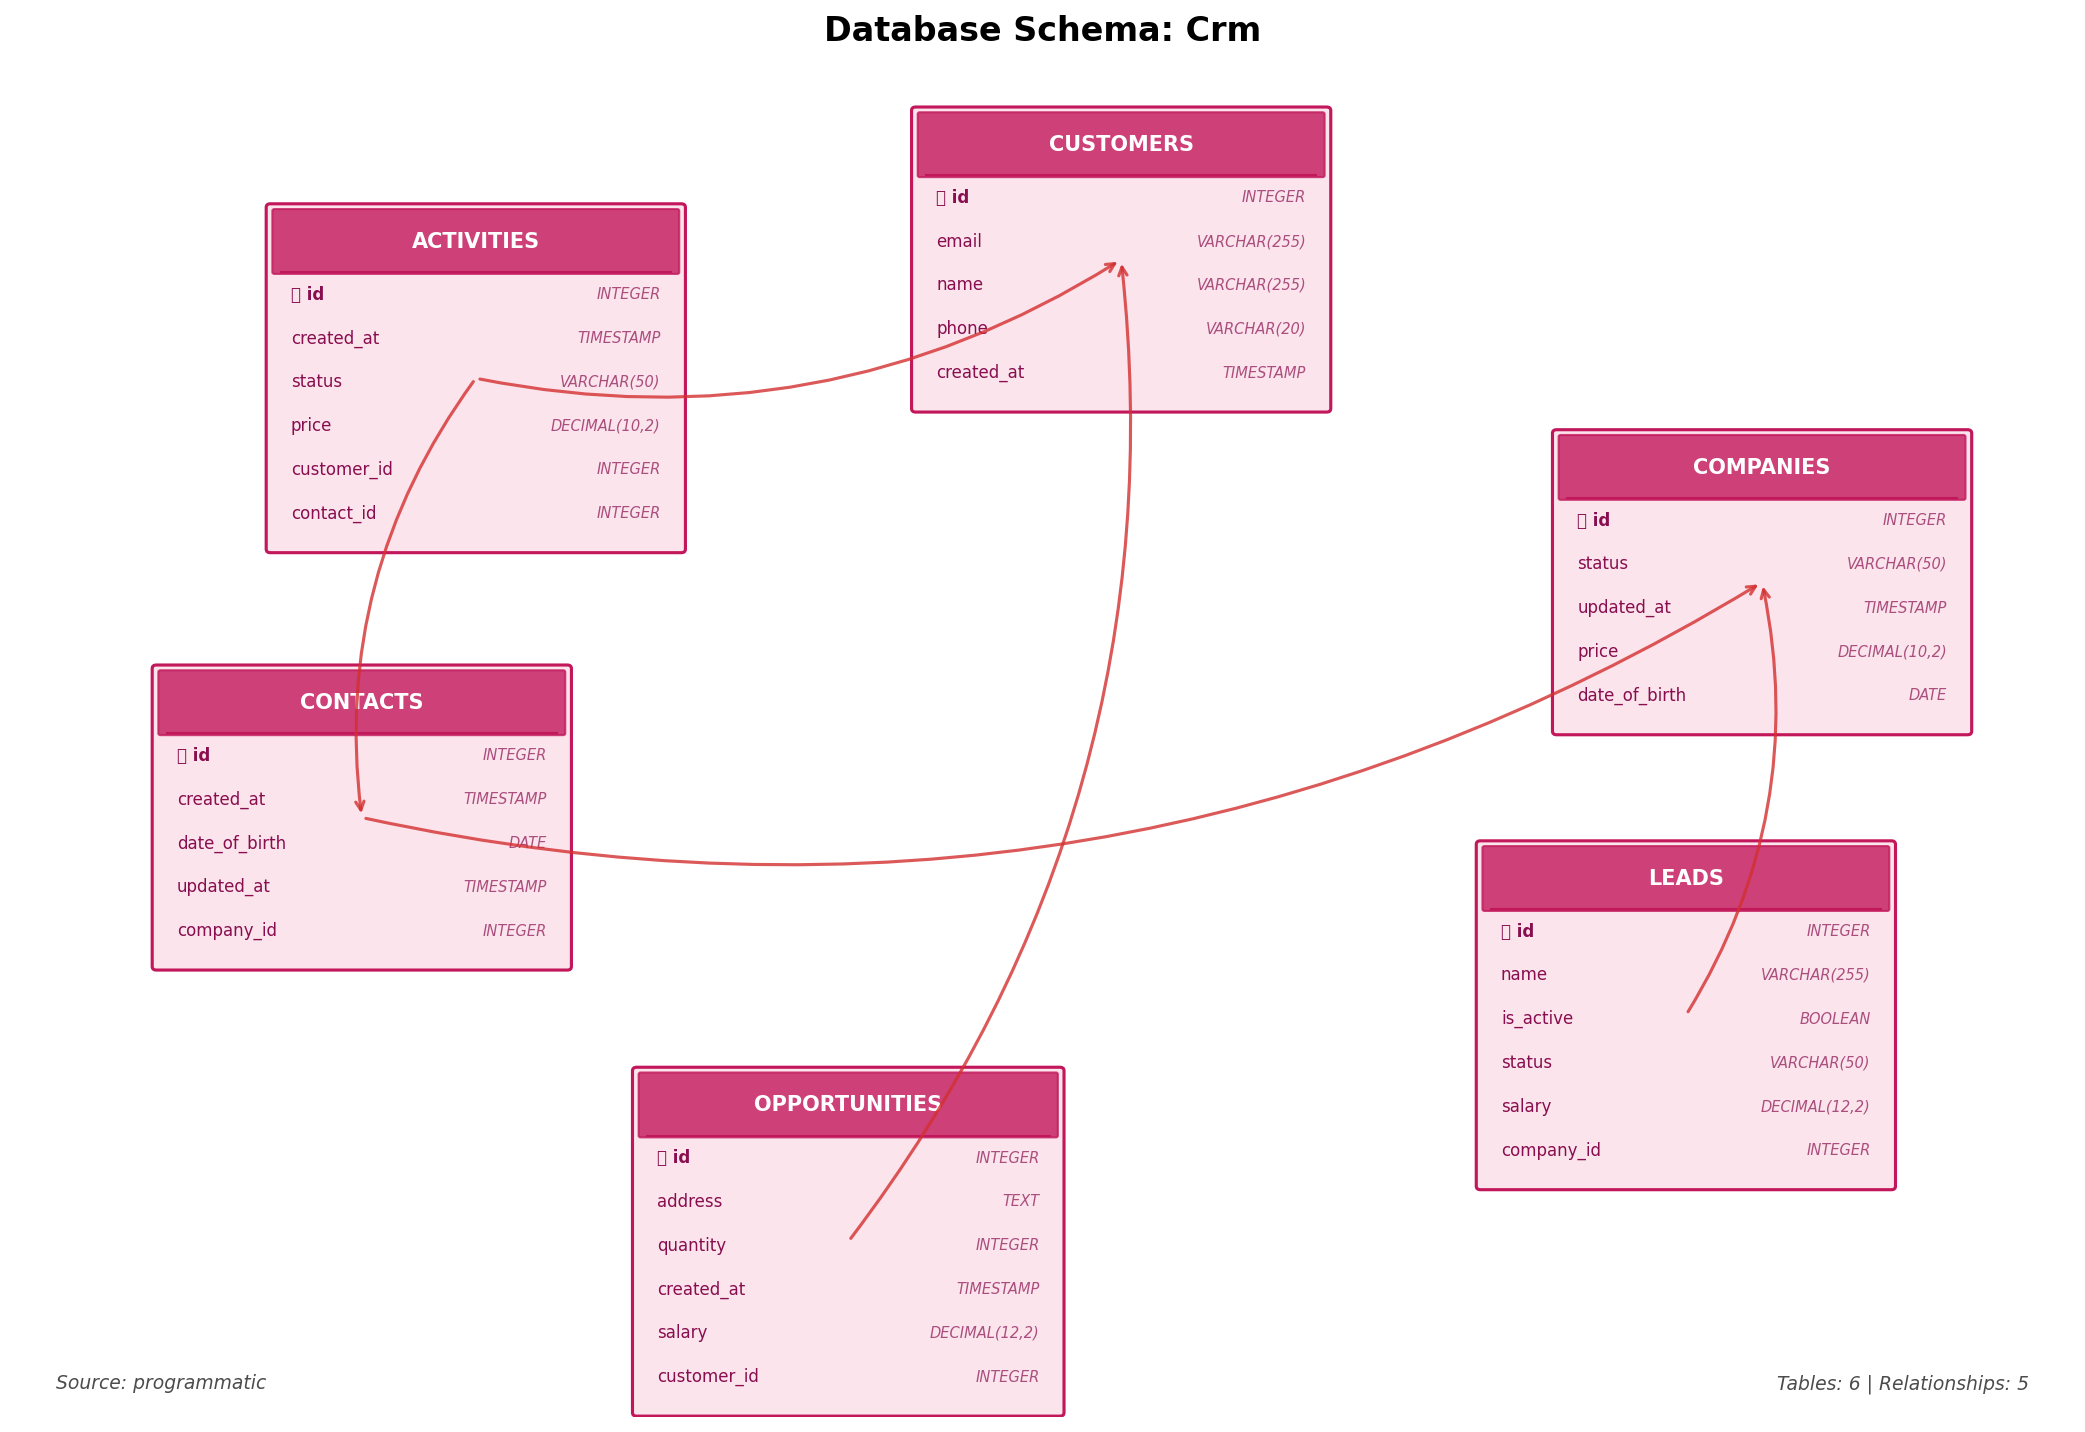 Database Schema: Crm
CUSTOMERS
id INTEGER
email VARCHAR(255)
name VARCHAR(255)
phone VARCHAR(20)
created_at TIMESTAMP
ACTIVITIES
id INTEGER
created_at TIMESTAMP
status VARCHAR(50)
price DECIMAL(10,2)
customer_id INTEGER
contact_id INTEGER
COMPANIES
id INTEGER
status VARCHAR(50)
updated_at TIMESTAMP
price DECIMAL(10,2)
date_of_birth DATE
CONTACTS
id INTEGER
created_at TIMESTAMP
date_of_birth DATE
updated_at TIMESTAMP
company_id INTEGER
LEADS
id INTEGER
name VARCHAR(255)
is_active BOOLEAN
status VARCHAR(50)
salary DECIMAL(12,2)
company_id INTEGER
OPPORTUNITIES
id INTEGER
address TEXT
quantity INTEGER
created_at TIMESTAMP
salary DECIMAL(12,2)
customer_id INTEGER
Source: programmatic
Tables: 6 | Relationships: 5